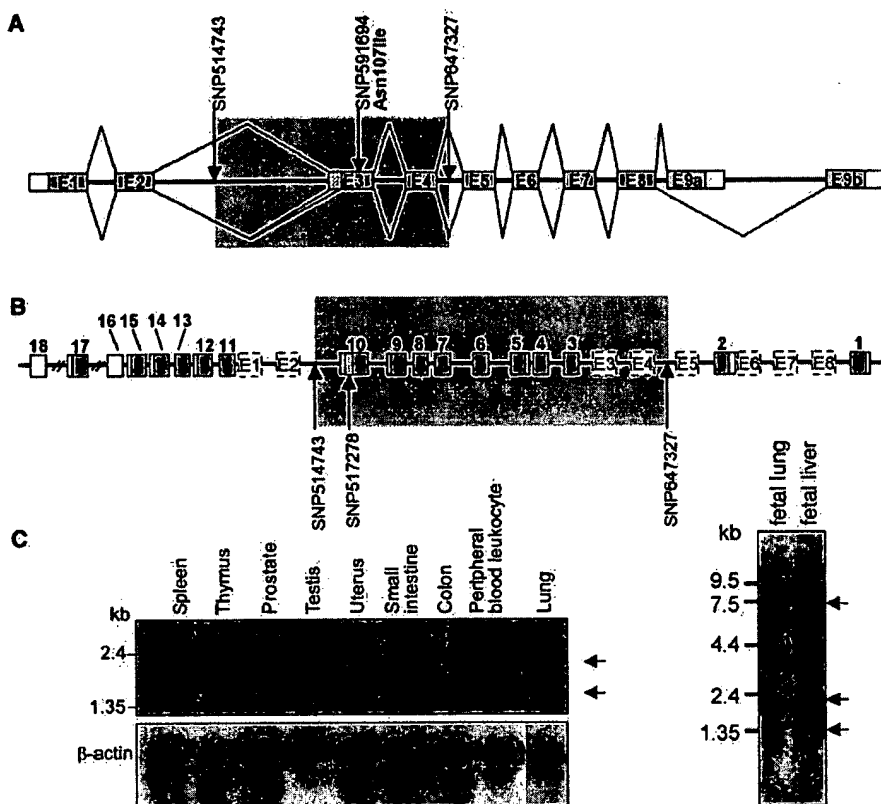 A
SNP514743
SNP591694
Asn107Ile
SNP647327
E1 E2 E3 E4 E5 E6 E7 E8 E9a E9b
B
18 17 16 15 14 13 12 11 E1 E2 10 9 8 7 6 5 4 3 E3 E4 E5 2 E6 E7 E8 1
SNP514743
SNP517278
SNP647327
C
kb
Spleen
Thymus
Prostate
Testis
Uterus
Small
intestine
Colon
Peripheral
blood leukocyte
Lung
2.4
1.35
β-actin
kb
fetal lung
fetal liver
9.5
7.5
4.4
2.4
1.35